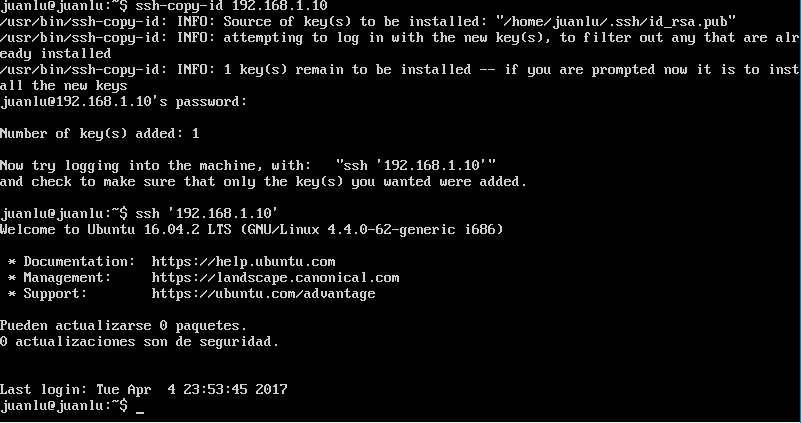 juanlu@juanlu:~$ ssh-copy-id 192.168.1.10
/usr/bin/ssh-copy-id: INFO: Source of key(s) to be installed: "/home/juanlu/.ssh/id_rsa.pub"
/usr/bin/ssh-copy-id: INFO: attempting to log in with the new key(s), to filter out any that are alr
eady installed
/usr/bin/ssh-copy-id: INFO: 1 key(s) remain to be installed -- if you are prompted now it is to inst
all the new keys
juanlu@192.168.1.10's password:
Number of key(s) added: 1
Now try logging into the machine, with:   "ssh '192.168.1.10'"
and check to make sure that only the key(s) you wanted were added.
juanlu@juanlu:~$ ssh '192.168.1.10'
Welcome to Ubuntu 16.04.2 LTS (GNU/Linux 4.4.0-62-generic i686)
 * Documentation:  https://help.ubuntu.com
 * Management:     https://landscape.canonical.com
 * Support:        https://ubuntu.com/advantage
Pueden actualizarse 0 paquetes.
0 actualizaciones son de seguridad.
Last login: Tue Apr  4 23:53:45 2017
juanlu@juanlu:~$ _